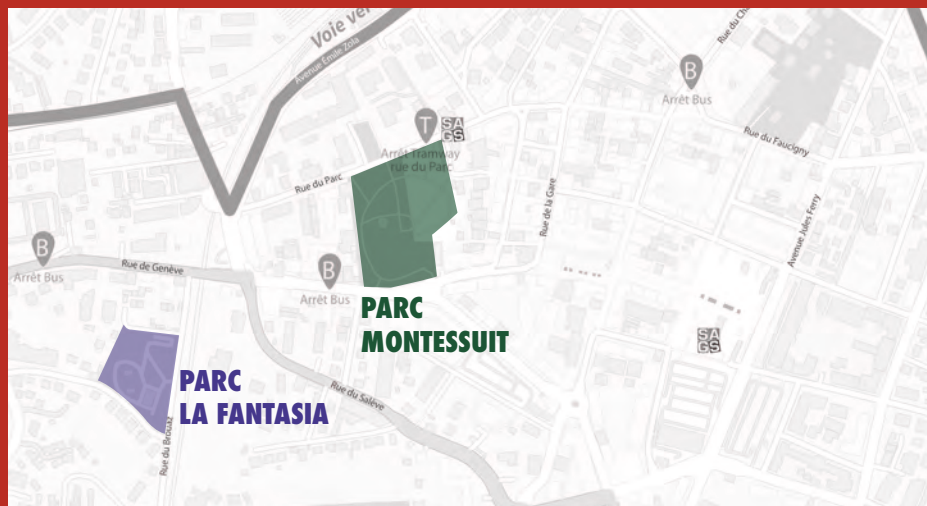 Voie ver
Avenue Emile Zola
Rue du Ch
B
Arrêt Bus
T
SA
GS
Arrêt Tramway
rue du Parc
Rue du Faucigny
Rue du Parc
Rue de la Gare
Avenue Jules Ferry
B
Arrêt Bus
Rue de Genève
B
Arrêt Bus
PARC
MONTESSUIT
SA
GS
PARC
LA FANTASIA
Rue du Salève
Rue du Brouaz